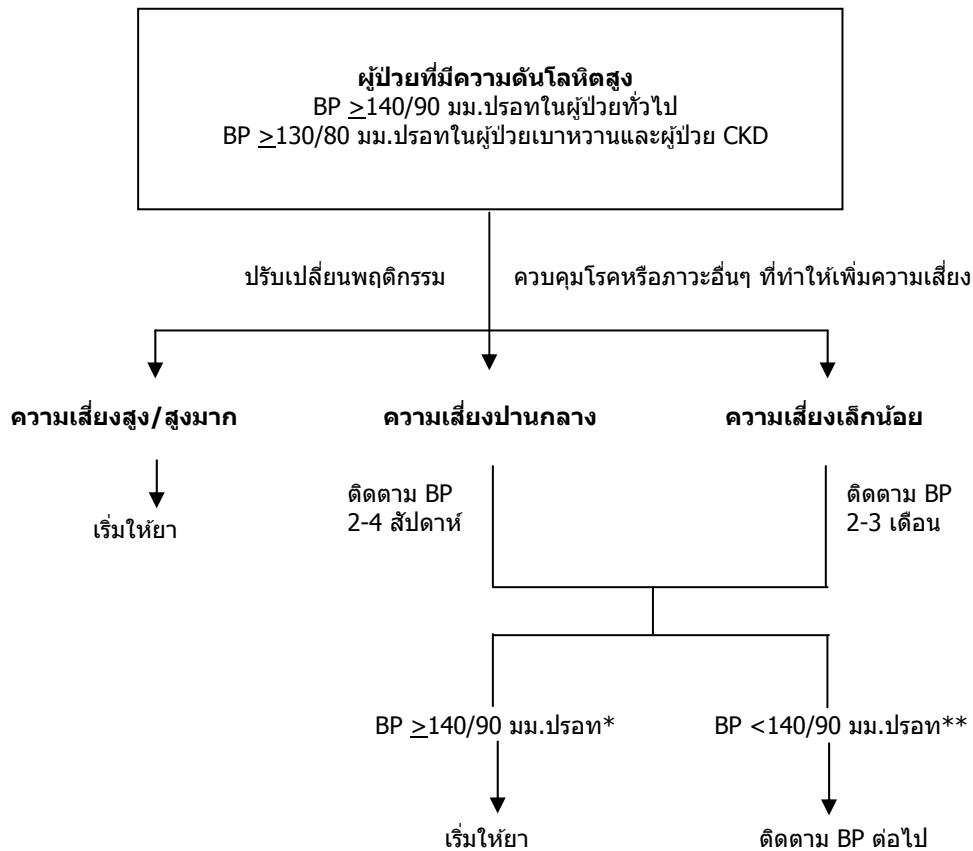 ผู้ป่วยที่มีความดันโลหิตสูง
BP ≥140/90 มม.ปรอทในผู้ป่วยทั่วไป
BP ≥130/80 มม.ปรอทในผู้ป่วยเบาหวานและผู้ป่วย CKD
ปรับเปลี่ยนพฤติกรรม
ควบคุมโรคหรือภาวะอื่นๆ ที่ทำให้เพิ่มความเสี่ยง
ความเสี่ยงสูง/สูงมาก
ความเสี่ยงปานกลาง
ความเสี่ยงเล็กน้อย
เริ่มให้ยา
ติดตาม BP
2-4 สัปดาห์
ติดตาม BP
2-3 เดือน
BP ≥140/90 มม.ปรอท*
BP <140/90 มม.ปรอท**
เริ่มให้ยา
ติดตาม BP ต่อไป